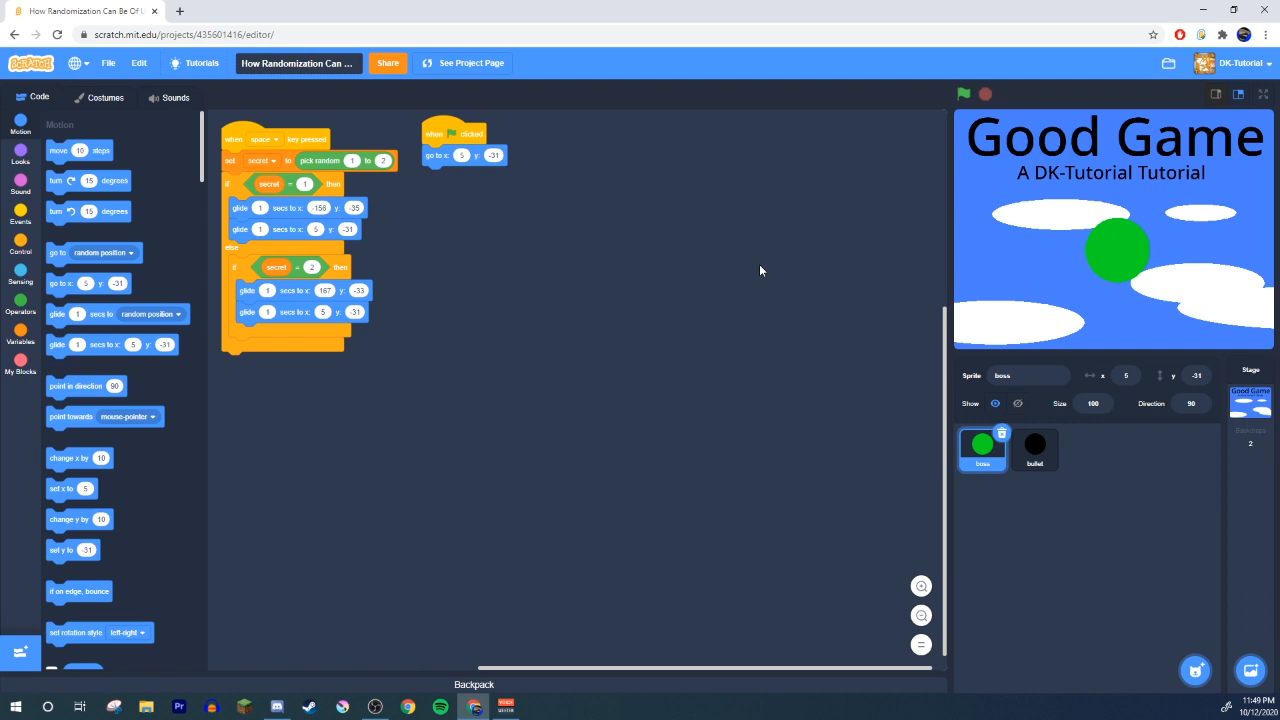 How Randomization Can Be Of U
scratch.mit.edu/projects/435601416/editor/
SCRATCH
File
Edit
Tutorials
How Randomization Can ...
Share
See Project Page
DK-Tutorial
Code
Costumes
Sounds
Motion
Looks
Sound
Events
Control
Sensing
Operators
Variables
My Blocks
Motion
move 10 steps
turn 15 degrees
turn 15 degrees
go to random position
go to x: 5 y: -31
glide 1 secs to random position
glide 1 secs to x: 5 y: -31
point in direction 90
point towards mouse-pointer
change x by 10
set x to 5
change y by 10
set y to -31
if on edge, bounce
set rotation style left-right
when space key pressed
set secret to pick random 1 to 2
if secret = 1 then
glide 1 secs to x: -156 y: -35
glide 1 secs to x: 5 y: -31
else
if secret = 2 then
glide 1 secs to x: 167 y: -33
glide 1 secs to x: 5 y: -31
when clicked
go to x: 5 y: -31
Good Game
A DK-Tutorial Tutorial
Sprite boss x 5 y -31
Show Size 100 Direction 90
boss
bullet
Stage
Good Game
Backdrops
2
Backpack
11:49 PM
10/12/2020